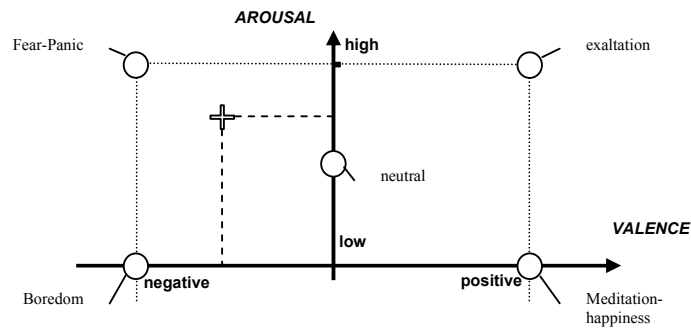 AROUSAL
Fear-Panic
high
exaltation
neutral
VALENCE
low
negative
positive
Boredom
Meditation-
happiness